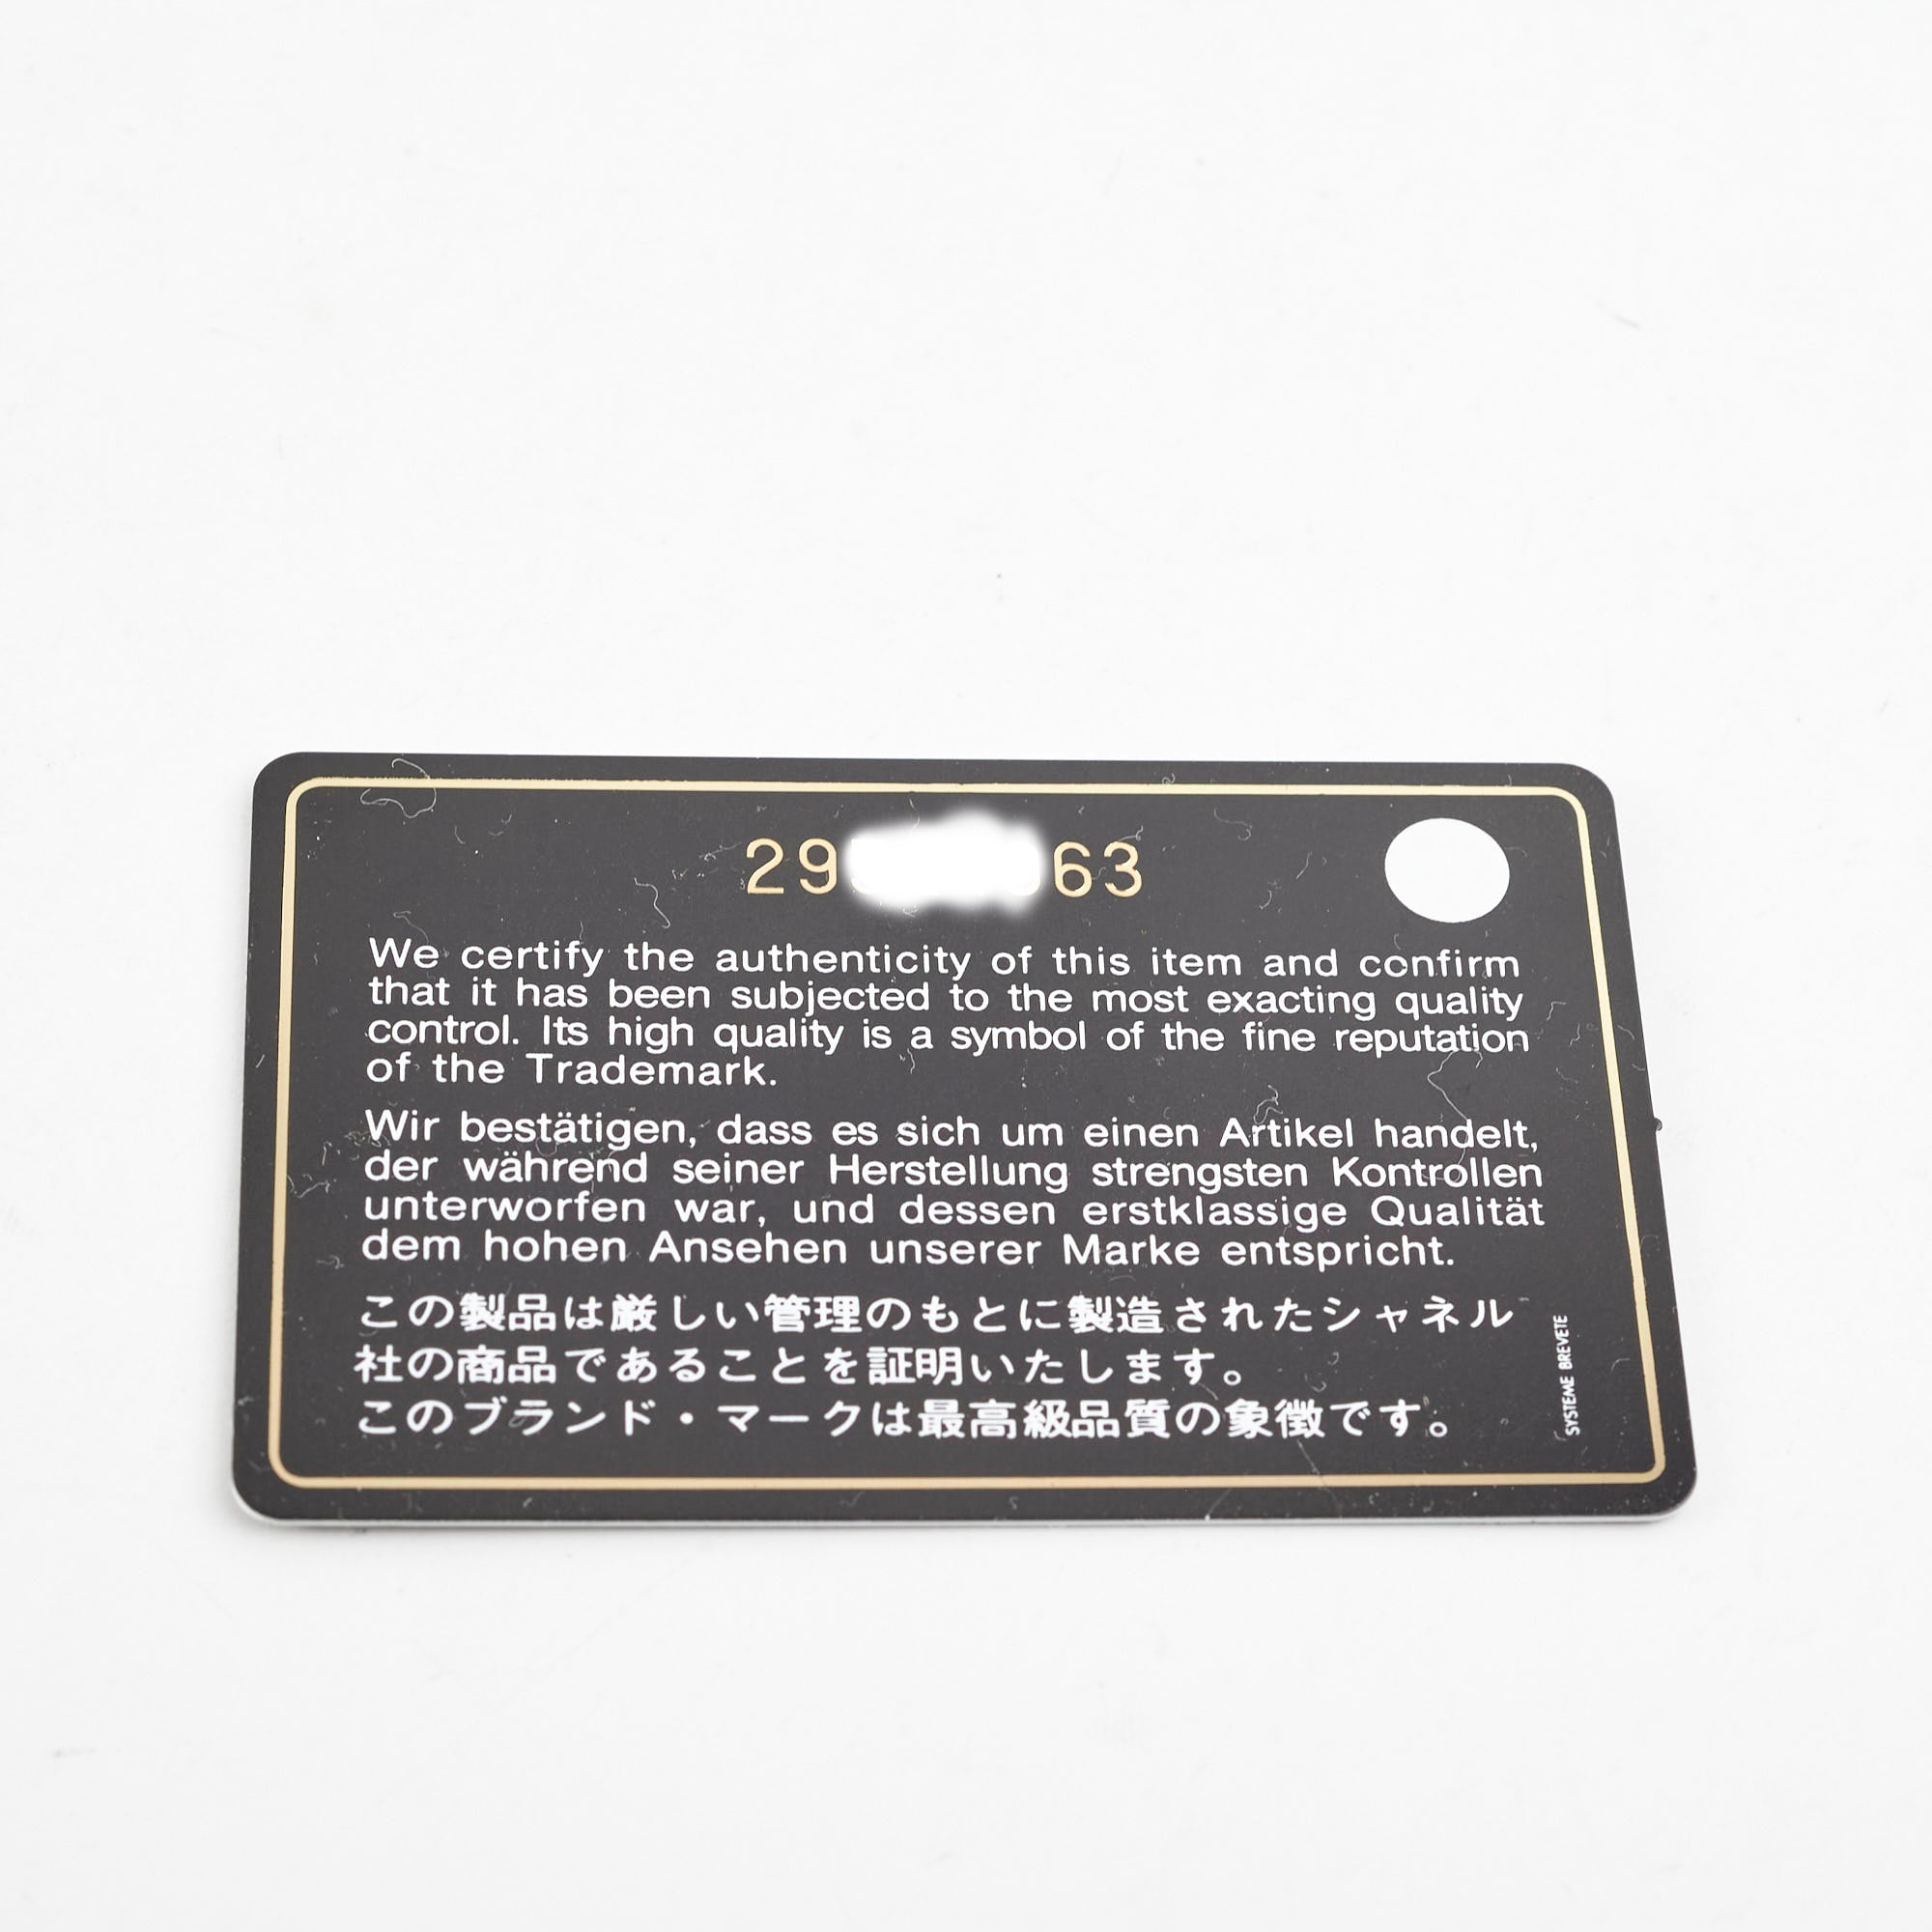 29 63
We certify the authenticity of this item and confirm
that it has been subjected to the most exacting quality
control. Its high quality is a symbol of the fine reputation
of the Trademark.
Wir bestätigen, dass es sich um einen Artikel handelt,
der während seiner Herstellung strengsten Kontrollen
unterworfen war, und dessen erstklassige Qualität
dem hohen Ansehen unserer Marke entspricht.
この製品は厳しい管理のもとに製造されたシャネル
社の商品であることを証明いたします。
このブランド・マークは最高級品質の象徴です。
SYSTEME BREVETE